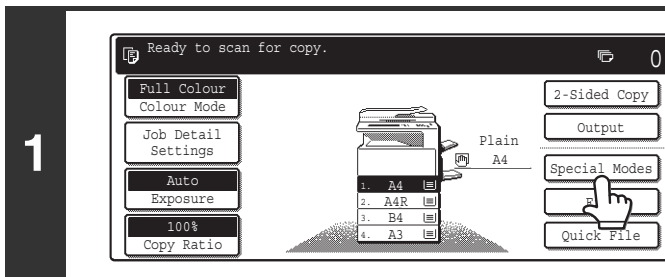 1
Ready to scan for copy.
0
Full Colour
Colour Mode
Job Detail
Settings
Auto
Exposure
100%
Copy Ratio
1. A4
2. A4R
3. B4
4. A3
Plain
A4
2-Sided Copy
Output
Special Modes
Quick File